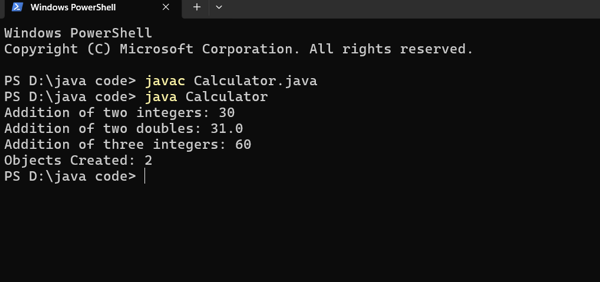 Windows PowerShell
Windows PowerShell
Copyright (C) Microsoft Corporation. All rights reserved.
PS D:\java code> javac Calculator.java
PS D:\java code> java Calculator
Addition of two integers: 30
Addition of two doubles: 31.0
Addition of three integers: 60
Objects Created: 2
PS D:\java code>